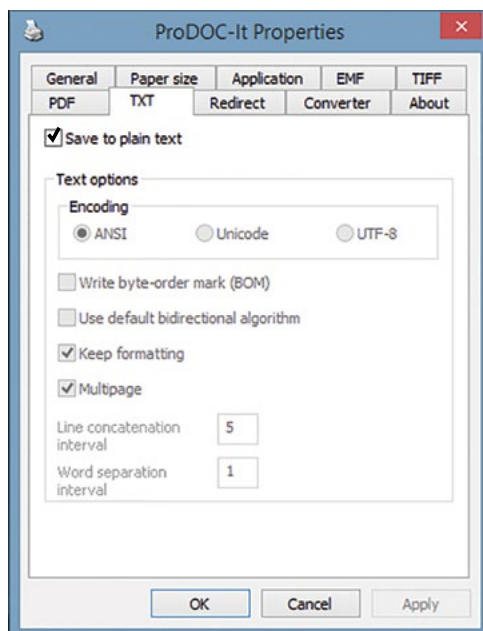 ProDOC-It Properties
General Paper size Application EMF TIFF
PDF TXT Redirect Converter About
Save to plain text
Text options
Encoding
ANSI Unicode UTF-8
Write byte-order mark (BOM)
Use default bidirectional algorithm
Keep formatting
Multipage
Line concatenation 5
interval
Word separation 1
interval
OK Cancel Apply